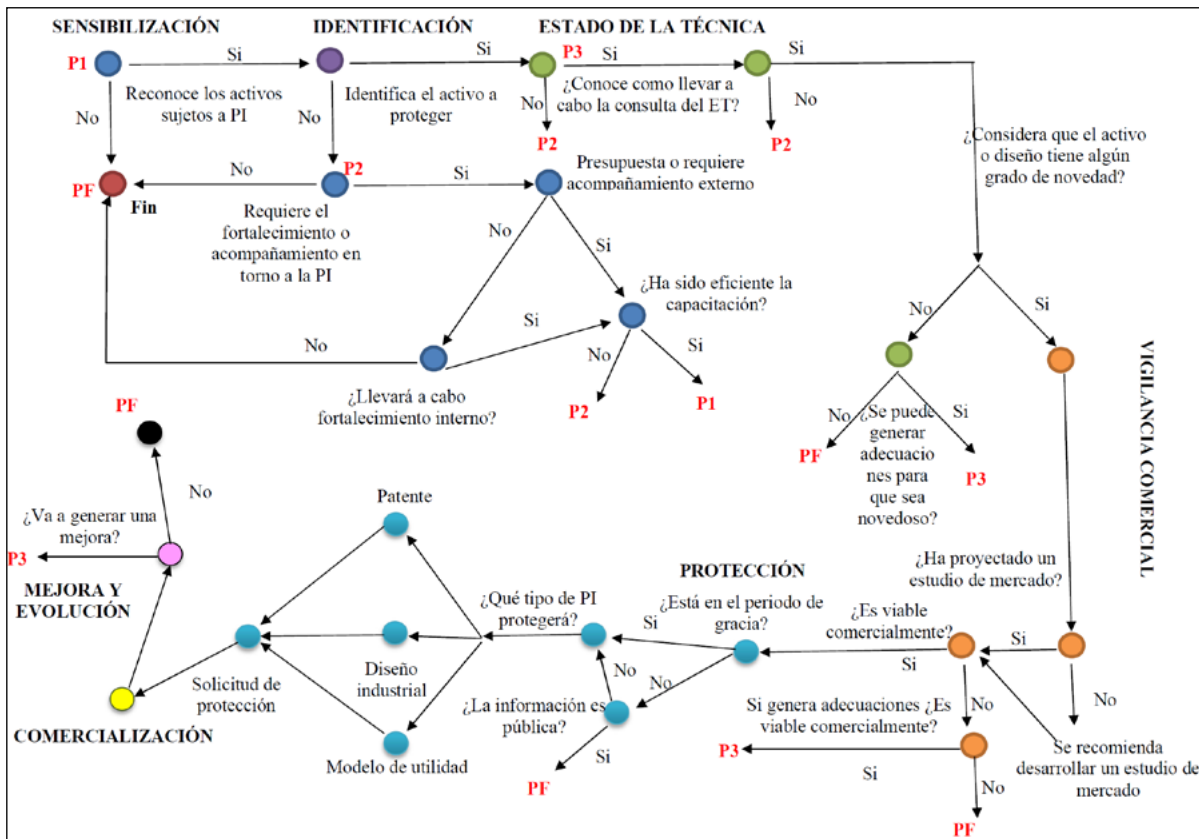 SENSIBILIZACIÓN
IDENTIFICACIÓN
ESTADO DE LA TÉCNICA
P1
Si
Si
P3
Si
Si
Reconoce los activos
sujetos a PI
No
Identifica el activo a
proteger
No
¿Conoce como llevar a
cabo la consulta del ET?
No
P2
No
P2
¿Considera que el activo
o diseño tiene algún
grado de novedad?
PF
Fin
No
P2
Si
Presupuesta o requiere
acompañamiento externo
Requiere el
fortalecimiento o
acompañamiento en
torno a la PI
No
Si
¿Ha sido eficiente la
capacitación?
No
Si
No
Si
No
Si
P2
P1
¿Llevará a cabo
fortalecimiento interno?
VIGILANCIA COMERCIAL
No
Si
PF
¿Se puede
generar
adecuacio
nes para
que sea
novedoso?
P3
PF
No
¿Va a generar una
mejora?
P3
MEJORA Y
EVOLUCIÓN
Patente
¿Ha proyectado un
estudio de mercado?
PROTECCIÓN
¿Qué tipo de PI
protegerá?
¿Está en el periodo de
gracia?
¿Es viable
comercialmente?
Si
Si
Si
No
No
No
No
Solicitud de
protección
Diseño
industrial
¿La información es
pública?
Si genera adecuaciones ¿Es
viable comercialmente?
COMERCIALIZACIÓN
Modelo de utilidad
Si
PF
P3
Si
No
PF
Se recomienda
desarrollar un estudio de
mercado